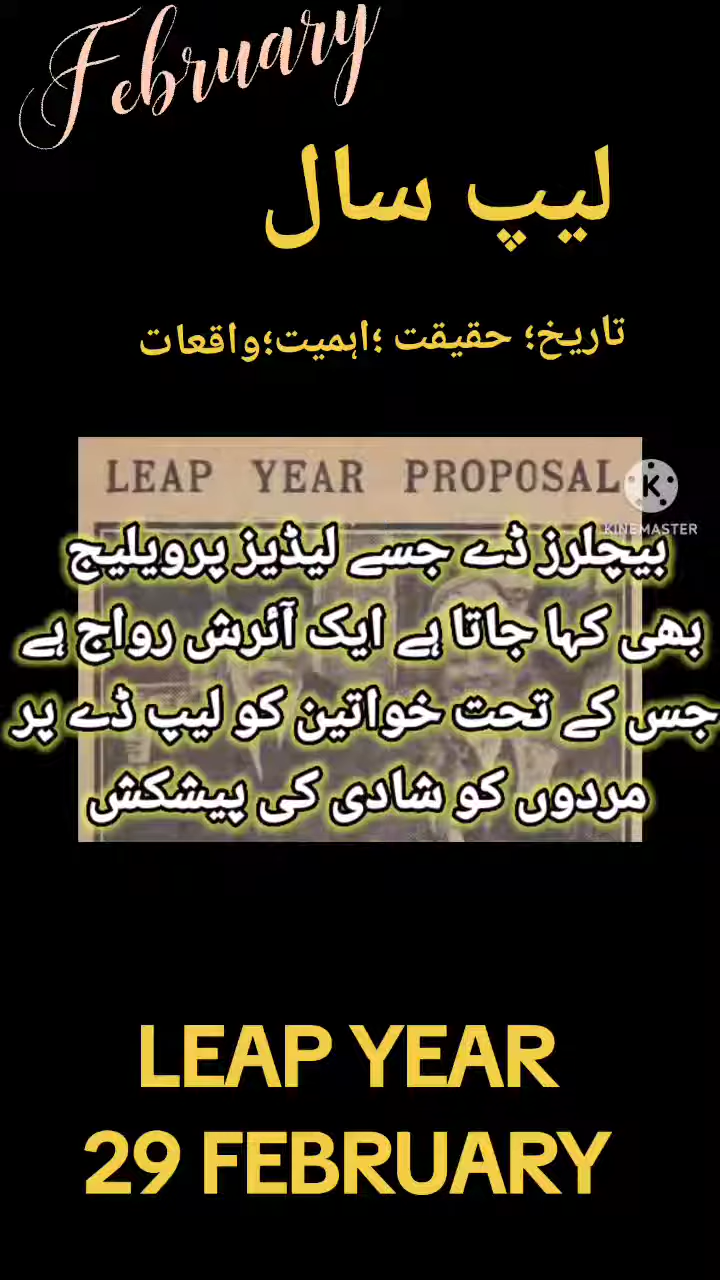 February
لیپ سال
تاریخ؛ حقیقت ؛اہمیت؛واقعات
LEAP YEAR PROPOSAL
KINEMASTER
بیچلرز ڈے جسے لیڈیز پرویلیج
بھی کہا جاتا ہے ایک آئرش رواج ہے
جس کے تحت خواتین کو لیپ ڈے پر
مردوں کو شادی کی پیشکش
LEAP YEAR
29 FEBRUARY